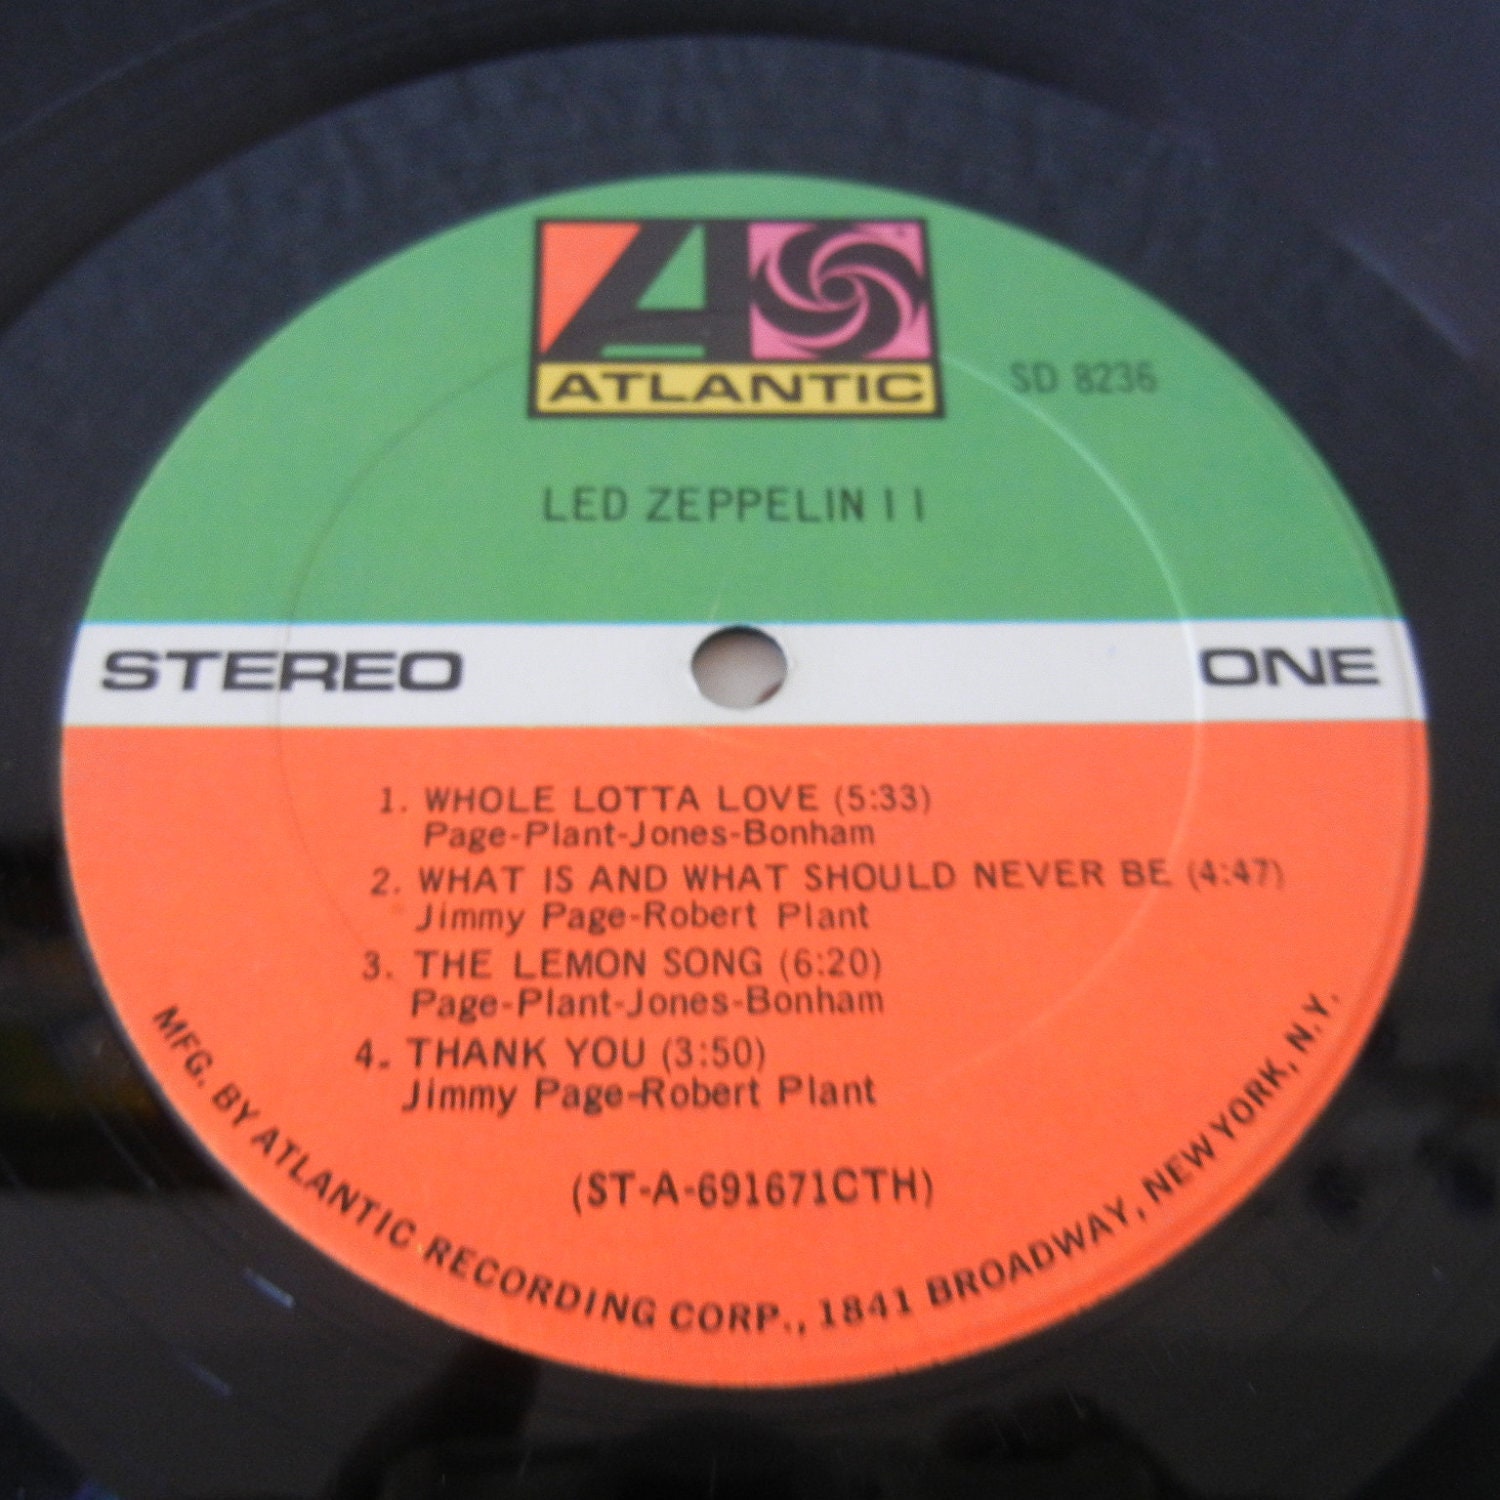 ATLANTIC
SD 8236
LED ZEPPELIN II
STEREO
ONE
1. WHOLE LOTTA LOVE (5:33)
Page-Plant-Jones-Bonham
2. WHAT IS AND WHAT SHOULD NEVER BE (4:47)
Jimmy Page-Robert Plant
3. THE LEMON SONG (6:20)
Page-Plant-Jones-Bonham
4. THANK YOU (3:50)
Jimmy Page-Robert Plant
(ST-A-691671CTH)
MFG. BY ATLANTIC RECORDING CORP., 1841 BROADWAY, NEW YORK, N.Y.